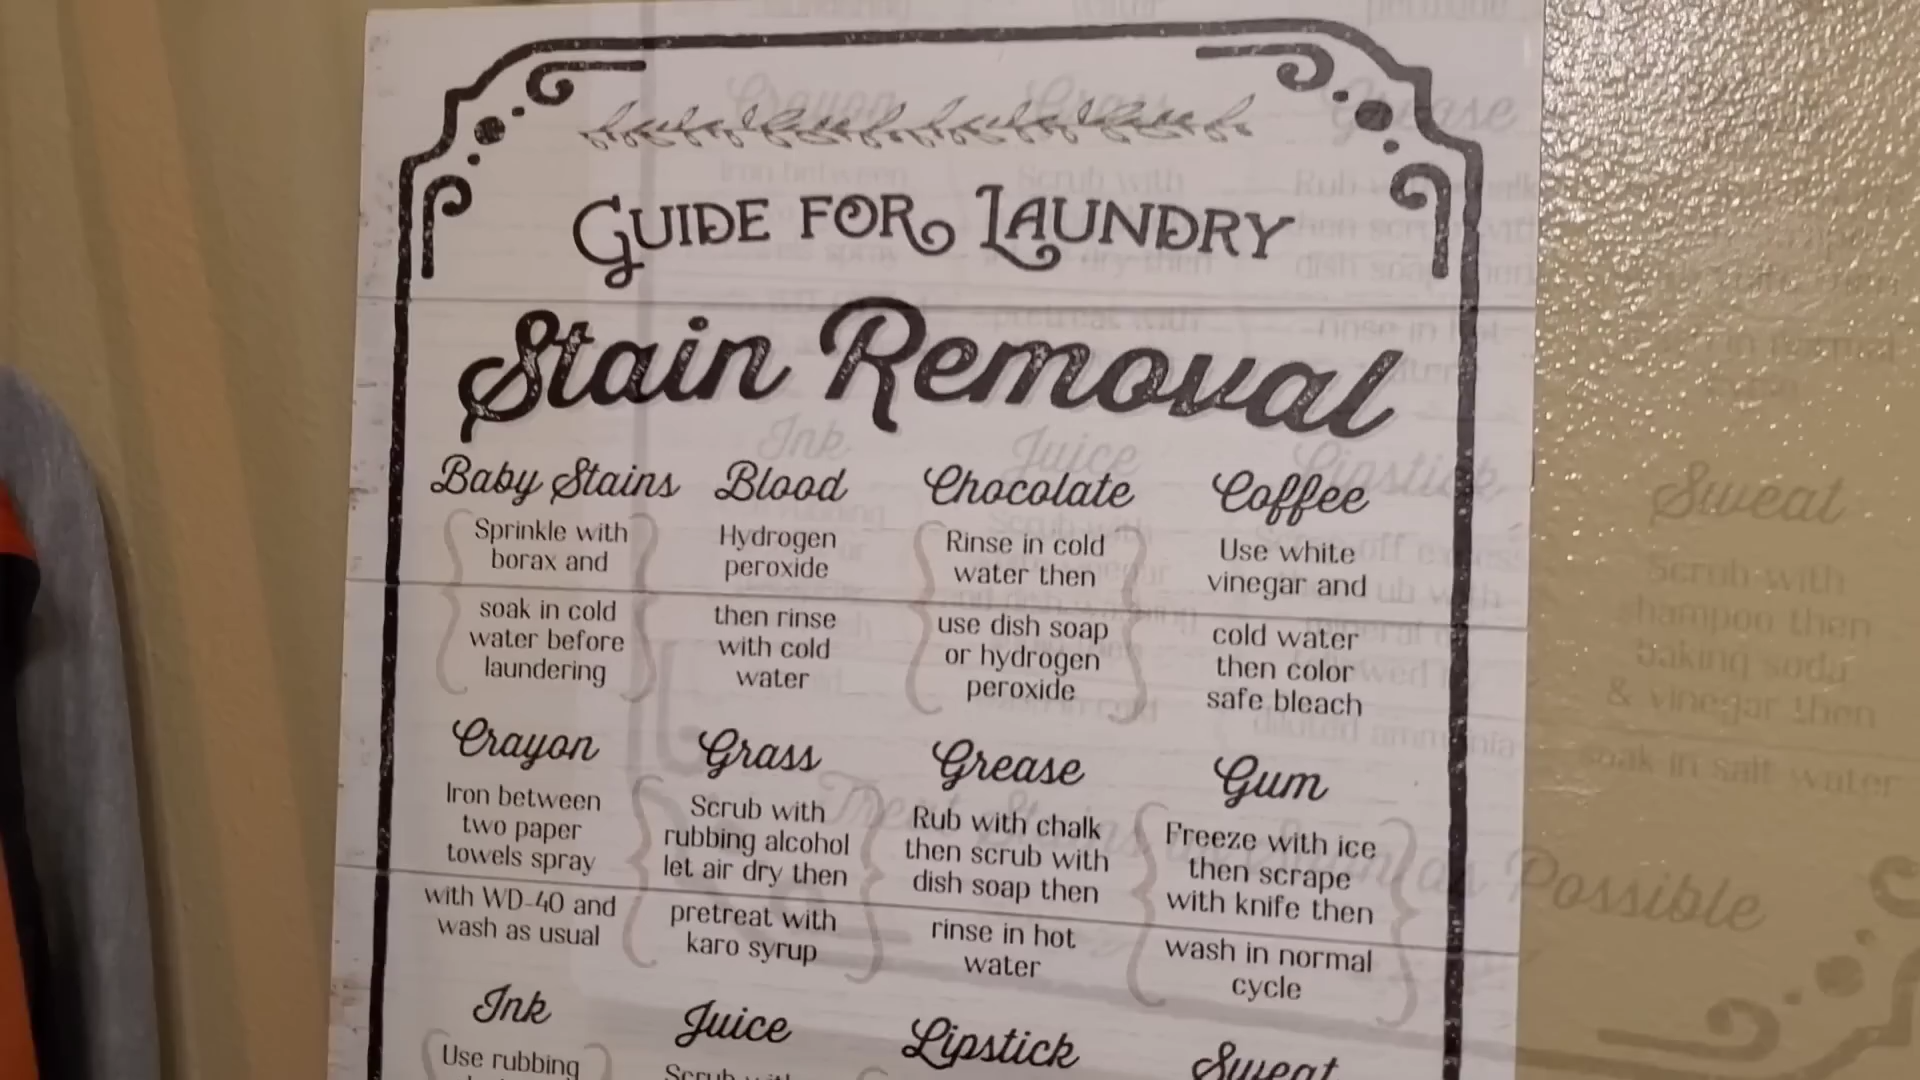 GUIDE FOR LAUNDRY
Stain Removal
Baby Stains
Sprinkle with
borax and
soak in cold
water before
laundering
Blood
Hydrogen
peroxide
then rinse
with cold
water
Chocolate
Rinse in cold
water then
use dish soap
or hydrogen
peroxide
Coffee
Use white
vinegar and
cold water
then color
safe bleach
Crayon
Iron between
two paper
towels spray
with WD-40 and
wash as usual
Grass
Scrub with
rubbing alcohol
let air dry then
pretreat with
karo syrup
Grease
Rub with chalk
then scrub with
dish soap then
rinse in hot
water
Gum
Freeze with ice
then scrape
with knife then
wash in normal
cycle
Ink
Use rubbing
Juice
Scrub with
Lipstick
Sweat
Sweat
Scrub with
shampoo then
baking soda
& vinegar then
soak in salt water
Possible